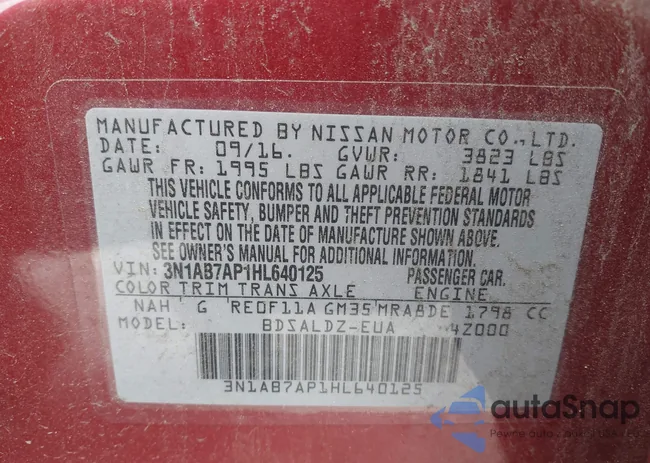 MANUFACTURED BY NISSAN MOTOR CO.,LTD.
DATE: 09/16. GVWR: 3823 LBS
GAWR FR: 1995 LBS GAWR RR: 1841 LBS
THIS VEHICLE CONFORMS TO ALL APPLICABLE FEDERAL MOTOR
VEHICLE SAFETY, BUMPER AND THEFT PREVENTION STANDARDS
IN EFFECT ON THE DATE OF MANUFACTURE SHOWN ABOVE.
SEE OWNER'S MANUAL FOR ADDITIONAL INFORMATION.
VIN: 3N1AB7AP1HL640125 PASSENGER CAR.
COLOR TRIM TRANS AXLE ENGINE
NAH G RE0F11A GM35 MRA8DE 1798 CC
MODEL: BDSALDZ-EUA 4Z000
3N1AB7AP1HL640125
autaSnap
Pewne auto z